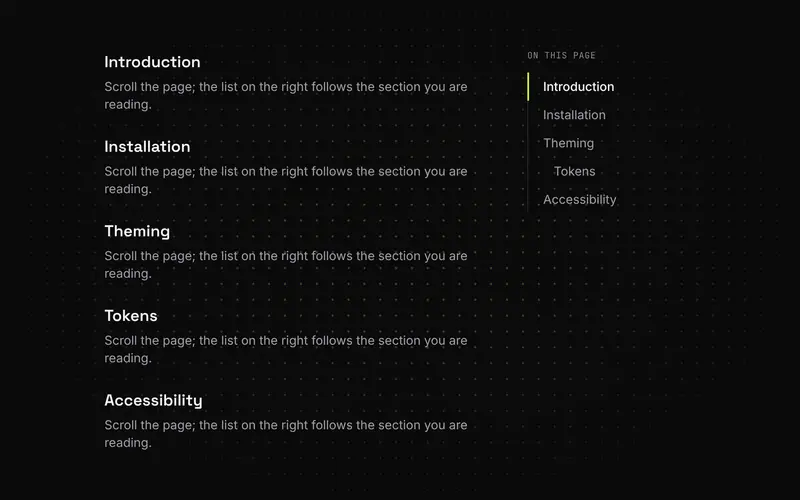 Introduction
Scroll the page; the list on the right follows the section you are
reading.
Installation
Scroll the page; the list on the right follows the section you are
reading.
Theming
Scroll the page; the list on the right follows the section you are
reading.
Tokens
Scroll the page; the list on the right follows the section you are
reading.
Accessibility
Scroll the page; the list on the right follows the section you are
reading.
ON THIS PAGE
Introduction
Installation
Theming
Tokens
Accessibility